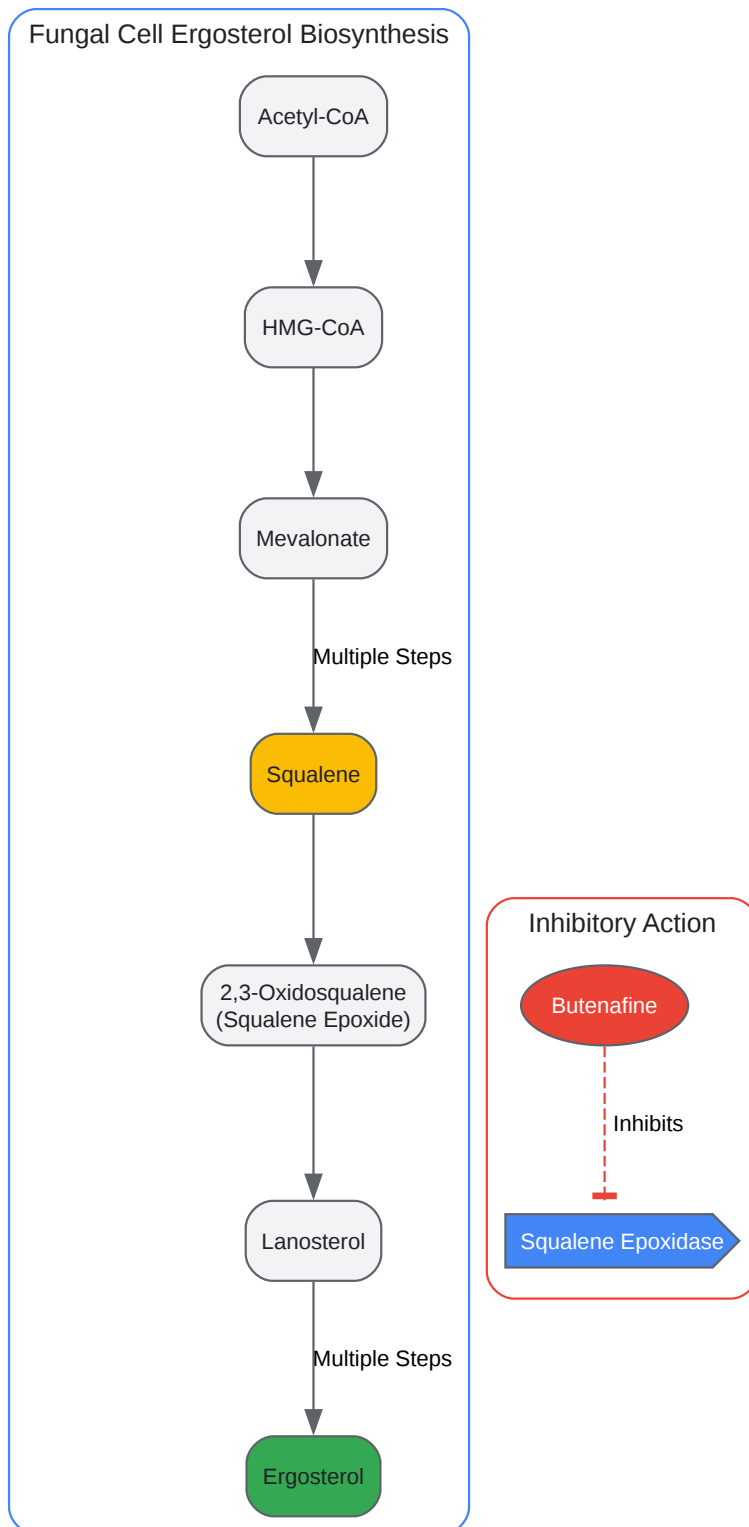 Fungal Cell Ergosterol Biosynthesis
Acetyl-CoA
HMG-CoA
Mevalonate
Multiple Steps
Squalene
2,3-Oxidosqualene
(Squalene Epoxide)
Lanosterol
Multiple Steps
Ergosterol
Inhibitory Action
Butenafine
Inhibits
Squalene Epoxidase